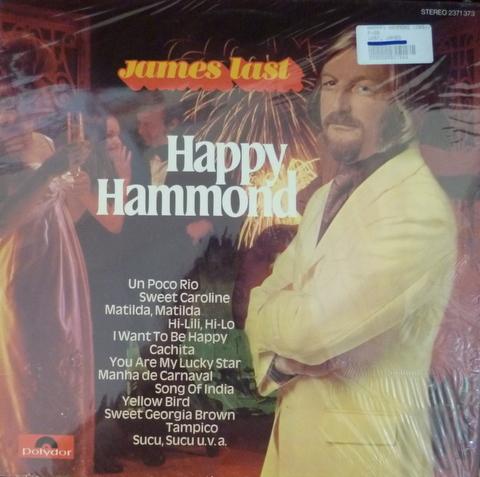 STEREO 2371 373
james last
Happy
Hammond
Un Poco Rio
Sweet Caroline
Matilda, Matilda
Hi-Lili, Hi-Lo
I Want To Be Happy
Cachita
You Are My Lucky Star
Manha de Carnaval
Song Of India
Yellow Bird
Sweet Georgia Brown
Tampico
Sucu, Sucu u.v.a.
Polydor